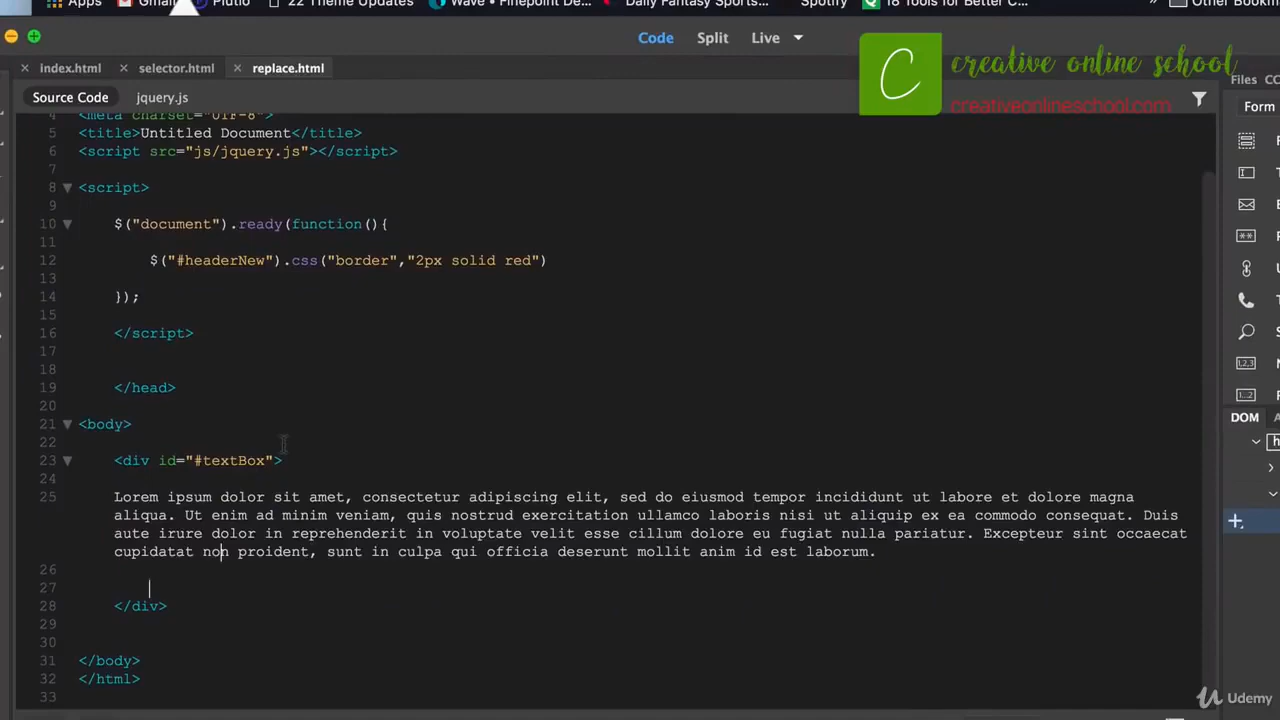 Apps Gmail Plutio 22 Theme Updates Wave • Finepoint De... Daily Fantasy Sports... Spotify 18 Tools for Better C... » Other Bookm
Code Split Live
C creative online school
creativeonlineschool.com
index.html selector.html replace.html
Files CC
Source Code jquery.js
Form
4 <meta charset="UTF-8">
5 <title>Untitled Document</title>
6 <script src="js/jquery.js"></script>
7
8 <script>
9
10 $("document").ready(function(){
11
12 $("#headerNew").css("border","2px solid red")
13
14 });
15
16 </script>
17
18
19 </head>
20
21 <body>
22
23 <div id="#textBox">
24
25 Lorem ipsum dolor sit amet, consectetur adipiscing elit, sed do eiusmod tempor incididunt ut labore et dolore magna
aliqua. Ut enim ad minim veniam, quis nostrud exercitation ullamco laboris nisi ut aliquip ex ea commodo consequat. Duis
aute irure dolor in reprehenderit in voluptate velit esse cillum dolore eu fugiat nulla pariatur. Excepteur sint occaecat
cupidatat non proident, sunt in culpa qui officia deserunt mollit anim id est laborum.
26
27
28 </div>
29
30
31 </body>
32 </html>
33
DOM
Udemy